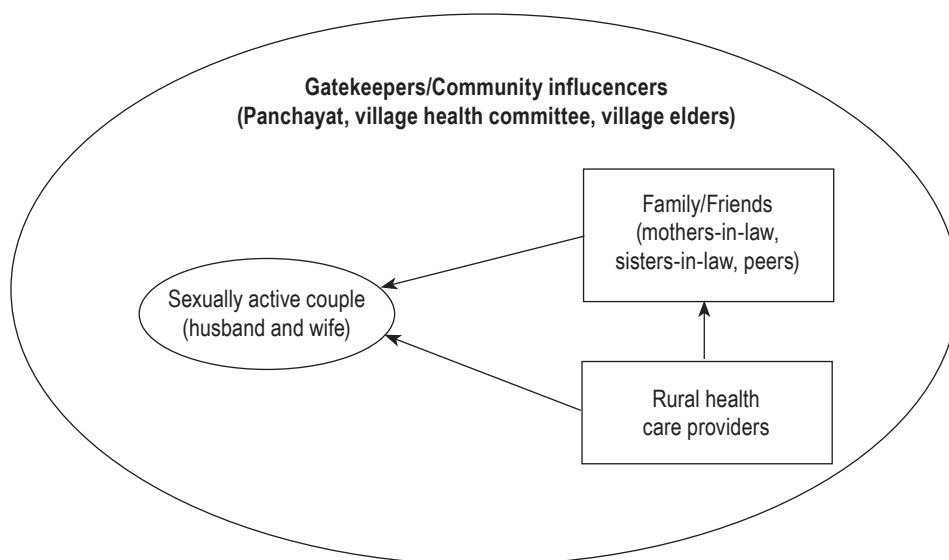 Gatekeepers/Community influcencers
(Panchayat, village health committee, village elders)
Family/Friends
(mothers-in-law,
sisters-in-law, peers)
Sexually active couple
(husband and wife)
Rural health
care providers